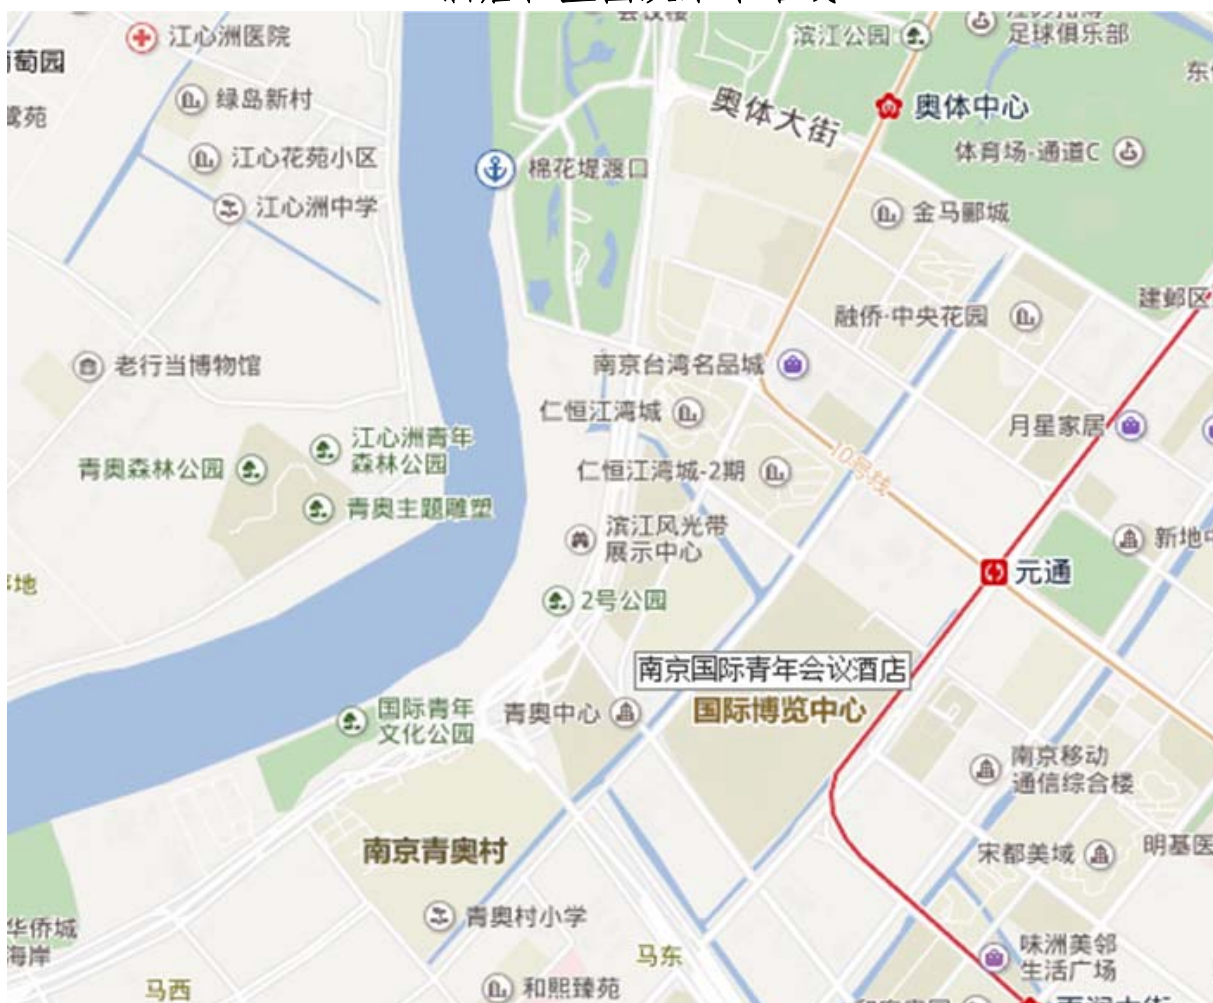 江心洲医院
滨江公园
足球俱乐部
葡园
绿岛新村
奥体大街
奥体中心
江心花苑小区
棉花堤渡口
体育场-通道C
江心洲中学
金马郦城
建邺区
融侨·中央花园
老行当博物馆
南京台湾名品城
仁恒江湾城
月星家居
江心洲青年
森林公园
青奥森林公园
仁恒江湾城-2期
10号线
青奥主题雕塑
滨江风光带
展示中心
新地中
元通
2号公园
南京国际青年会议酒店
国际青年
文化公园
青奥中心
国际博览中心
南京移动
通信综合楼
南京青奥村
宋都美域
明基医
青奥村小学
华侨城
海岸
马东
味洲美邻
生活广场
马西
和熙臻苑